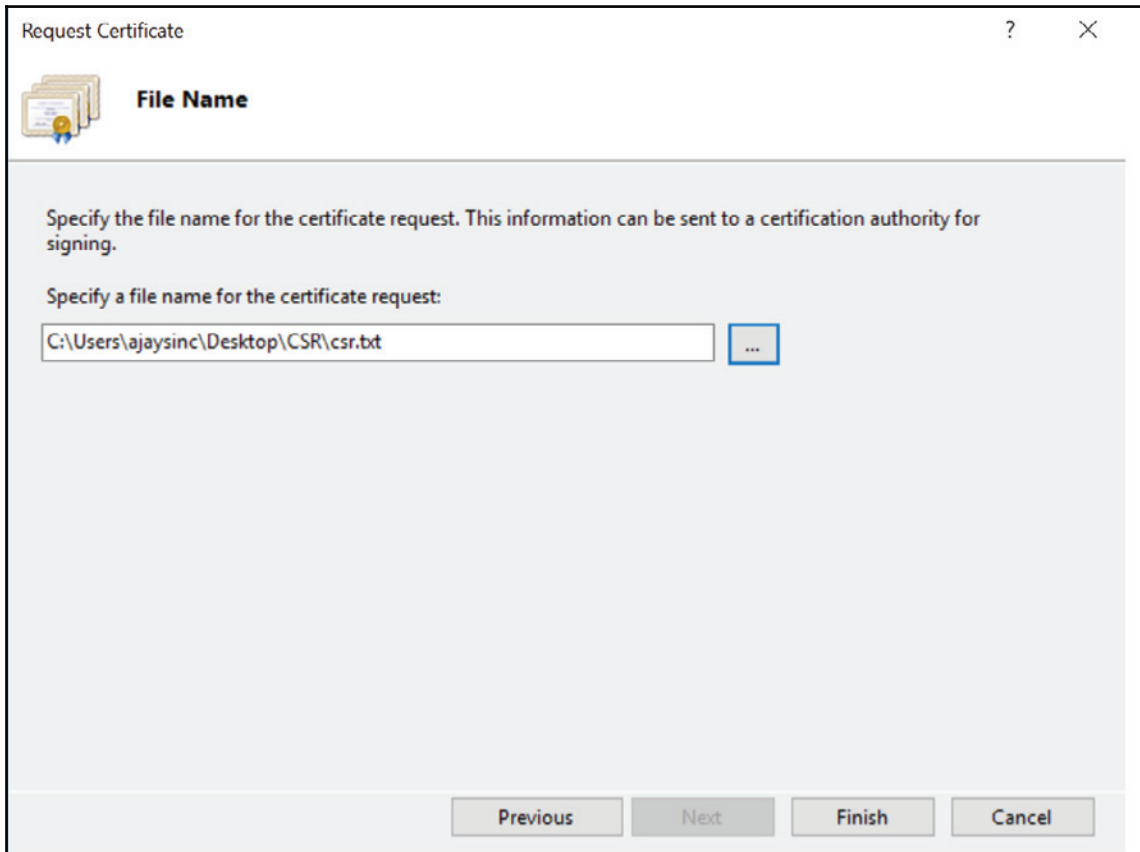 Request Certificate
?
File Name
Specify the file name for the certificate request. This information can be sent to a certification authority for
signing.
Specify a file name for the certificate request:
C:\Users\ajaysinc\Desktop\CSR\csr.txt
...
Previous
Next
Finish
Cancel